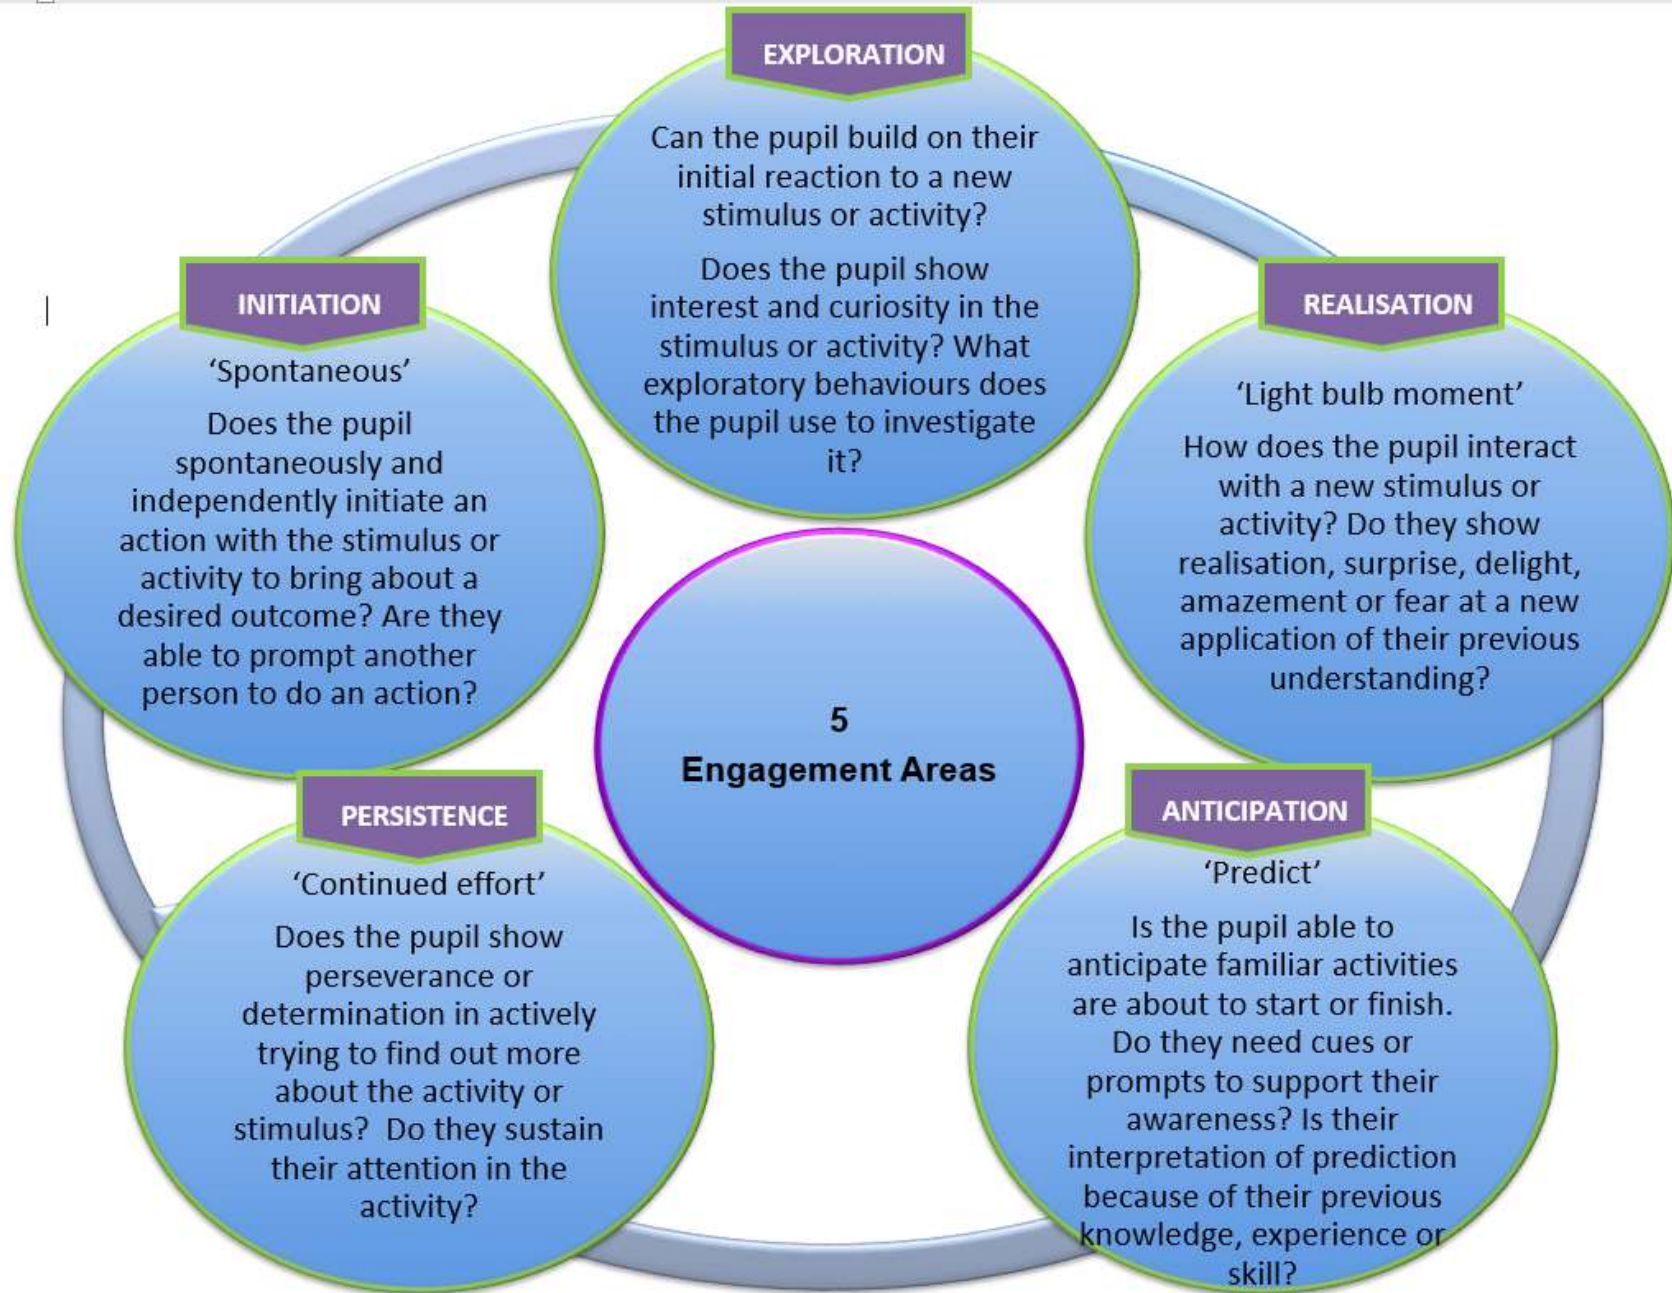 EXPLORATION
Can the pupil build on their
initial reaction to a new
stimulus or activity?
Does the pupil show
interest and curiosity in the
stimulus or activity? What
exploratory behaviours does
the pupil use to investigate
it?
REALISATION
‘Light bulb moment’
How does the pupil interact
with a new stimulus or
activity? Do they show
realisation, surprise, delight,
amazement or fear at a new
application of their previous
understanding?
ANTICIPATION
‘Predict’
Is the pupil able to
anticipate familiar activities
are about to start or finish.
Do they need cues or
prompts to support their
awareness? Is their
interpretation of prediction
because of their previous
knowledge, experience or
skill?
PERSISTENCE
‘Continued effort’
Does the pupil show
perseverance or
determination in actively
trying to find out more
about the activity or
stimulus?  Do they sustain
their attention in the
activity?
INITIATION
‘Spontaneous’
Does the pupil
spontaneously and
independently initiate an
action with the stimulus or
activity to bring about a
desired outcome? Are they
able to prompt another
person to do an action?
5
Engagement Areas